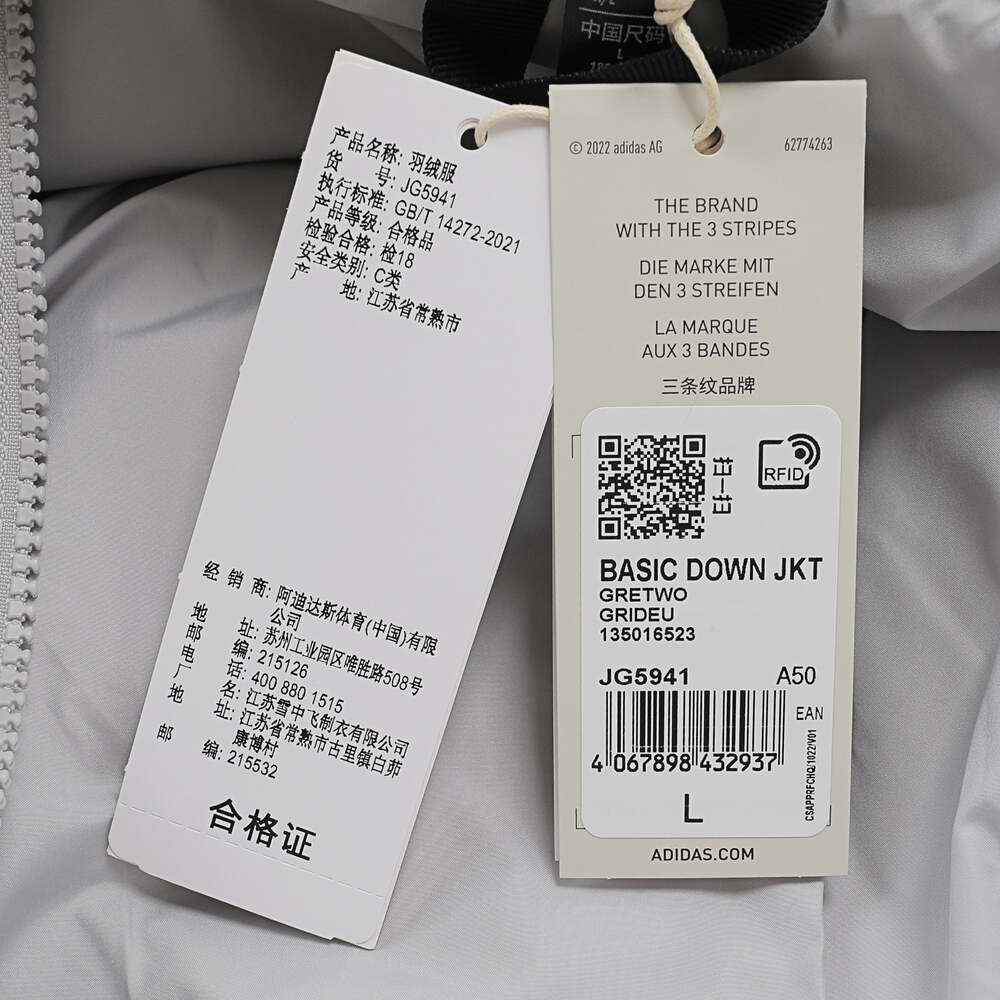 中国尺码
L
产品名称: 羽绒服
货 号: JG5941
执行标准: GB/T 14272-2021
产品等级: 合格品
检验合格: 检18
安全类别: C类
产 地: 江苏省常熟市
经 销 商: 阿迪达斯体育(中国)有限
公司
地 址: 苏州工业园区唯胜路508号
邮 编: 215126
电 话: 400 880 1515
厂 名: 江苏雪中飞制衣有限公司
地 址: 江苏省常熟市古里镇白茆
康博村
邮 编: 215532
合格证
© 2022 adidas AG 62774263
THE BRAND
WITH THE 3 STRIPES
DIE MARKE MIT
DEN 3 STREIFEN
LA MARQUE
AUX 3 BANDES
三条纹品牌
RFID
BASIC DOWN JKT
GRETWO
GRIDEU
135016523
JG5941 A50
EAN
4 067898 432937
CSAPPRFCHQ/1022/V01
L
ADIDAS.COM